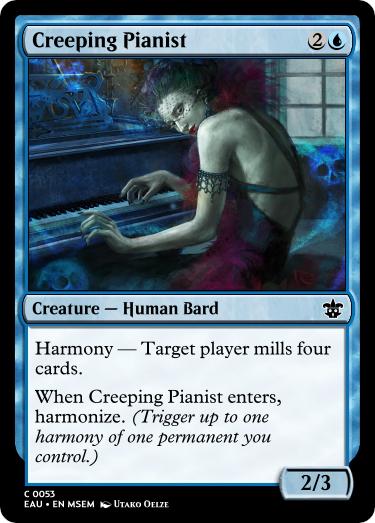 Creeping Pianist 2
Creature — Human Bard
Harmony — Target player mills four
cards.
When Creeping Pianist enters,
harmonize. (Trigger up to one
harmony of one permanent you
control.)
2/3
C 0053
EAU • EN MSEM Utako Oelze